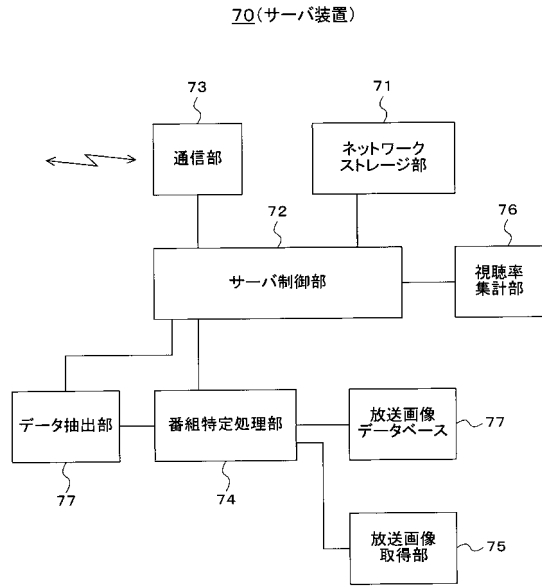 70(サーバ装置)
73
71
通信部
ネットワーク
ストレージ部
72
76
サーバ制御部
視聴率
集計部
データ抽出部
番組特定処理部
放送画像
データベース
77
77
74
放送画像
取得部
75